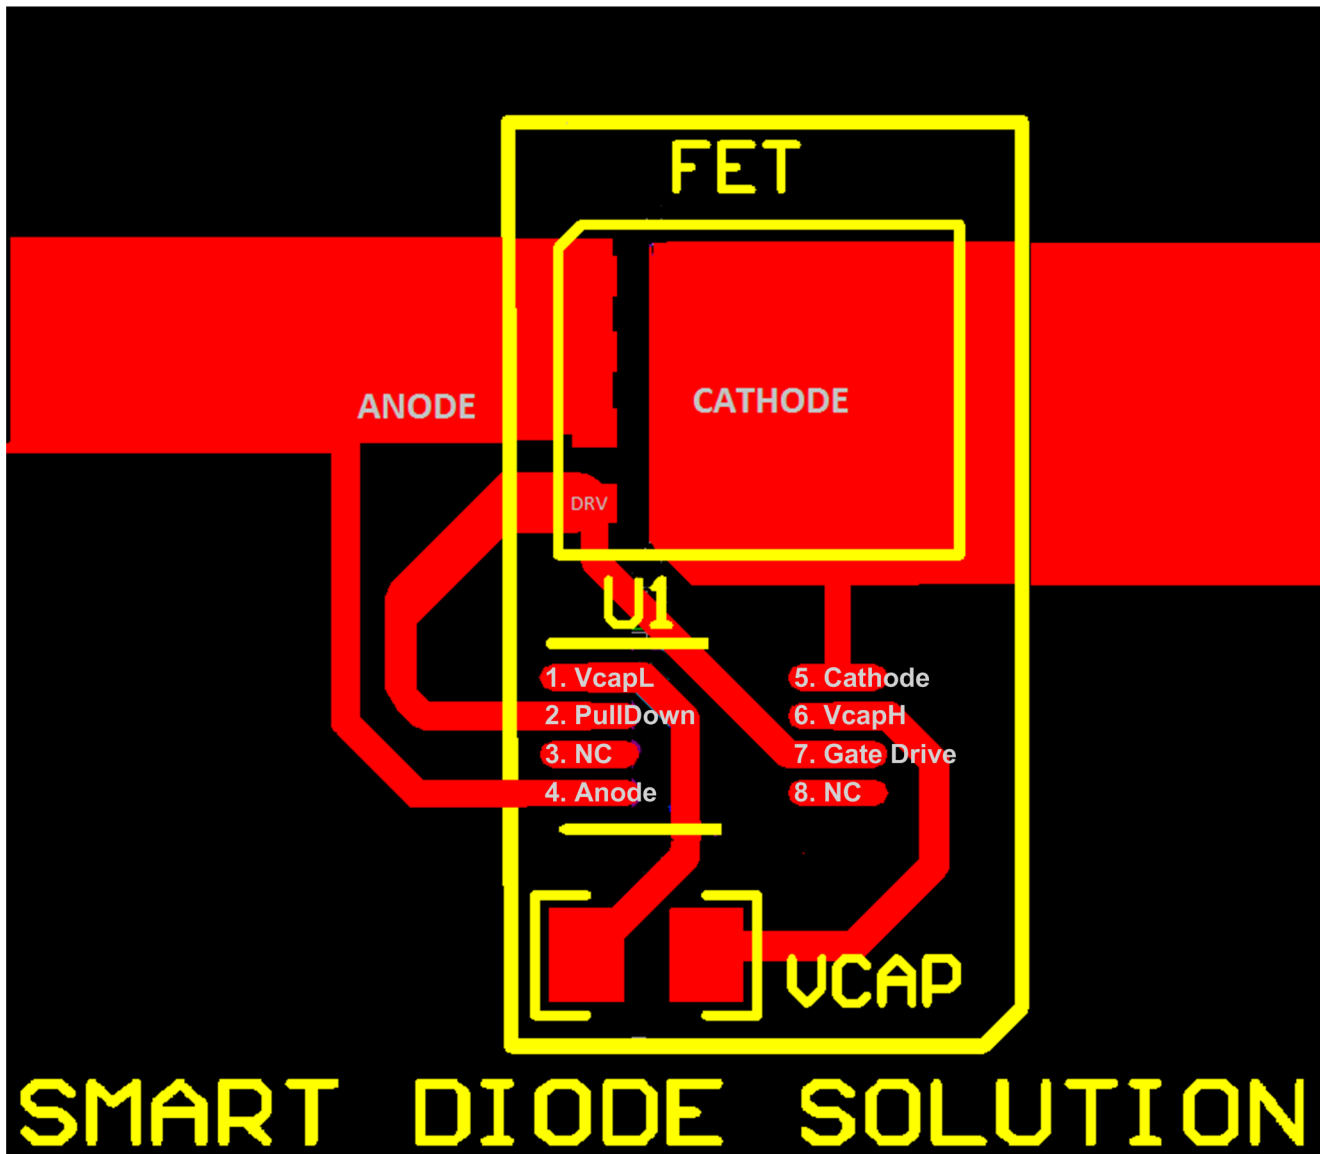 FET
ANODE
CATHODE
DRV
U1
1. VcapL
2. PullDown
3. NC
4. Anode
5. Cathode
6. VcapH
7. Gate Drive
8. NC
VCAP
SMART DIODE SOLUTION